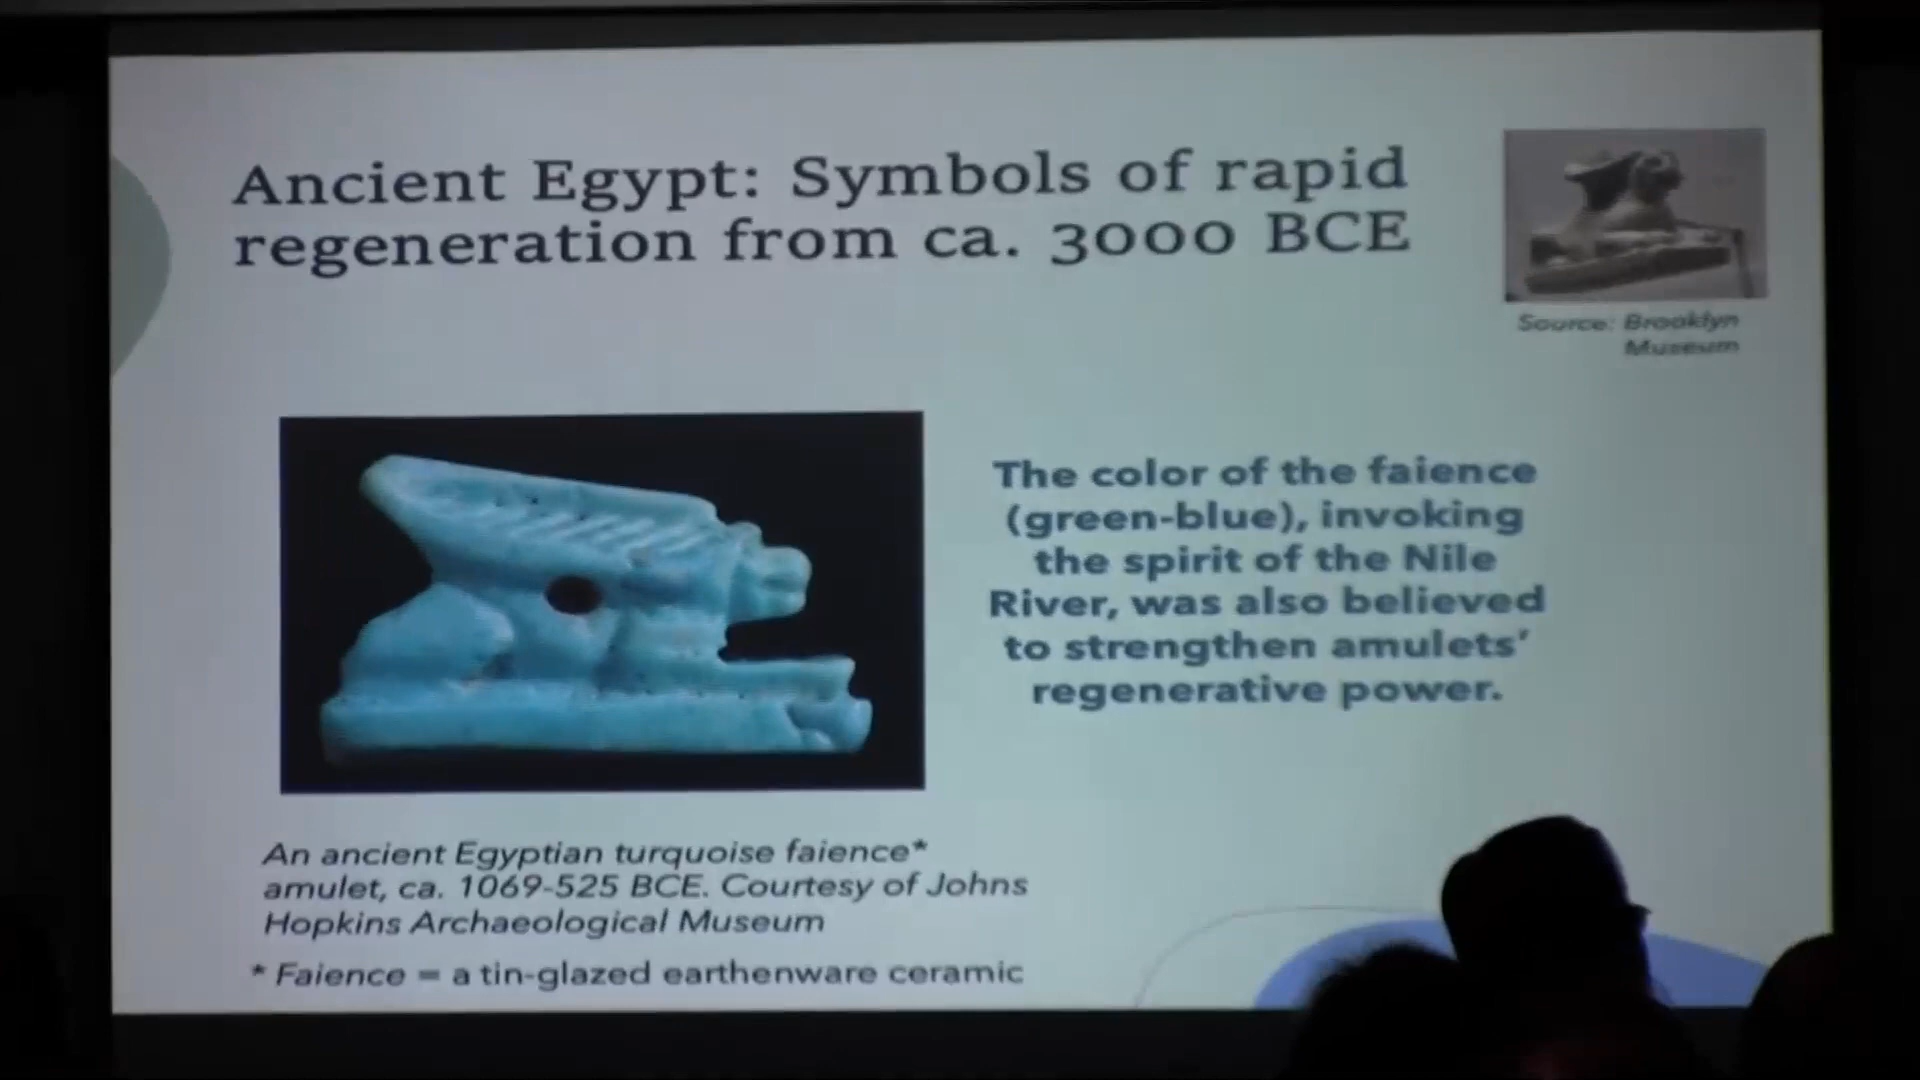 Ancient Egypt: Symbols of rapid
regeneration from ca. 3000 BCE
Source: Brooklyn
Museum
The color of the faience
(green-blue), invoking
the spirit of the Nile
River, was also believed
to strengthen amulets’
regenerative power.
An ancient Egyptian turquoise faience*
amulet, ca. 1069-525 BCE. Courtesy of Johns
Hopkins Archaeological Museum
* Faience = a tin-glazed earthenware ceramic